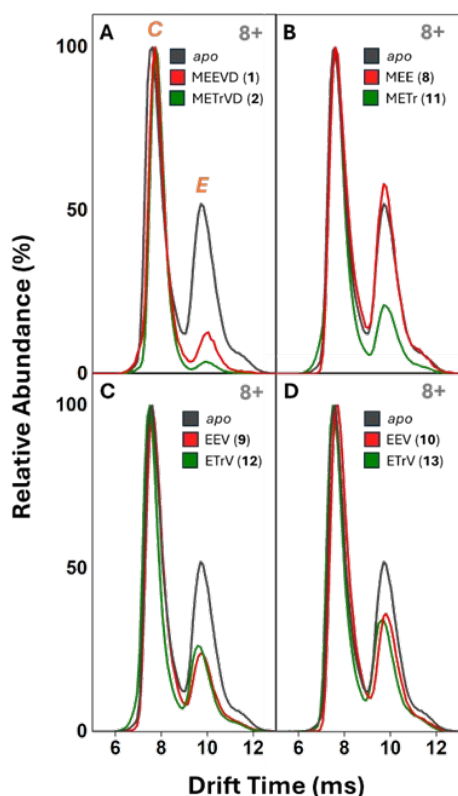 A C 8+
apo
MEEVD (1)
METrVD (2)
E
B 8+
apo
MEE (8)
METr (11)
C 8+
apo
EEV (9)
ETrV (12)
D 8+
apo
EEV (10)
ETrV (13)
100
50
0
100
50
0
Relative Abundance (%)
6 8 10 12 6 8 10 12
Drift Time (ms)